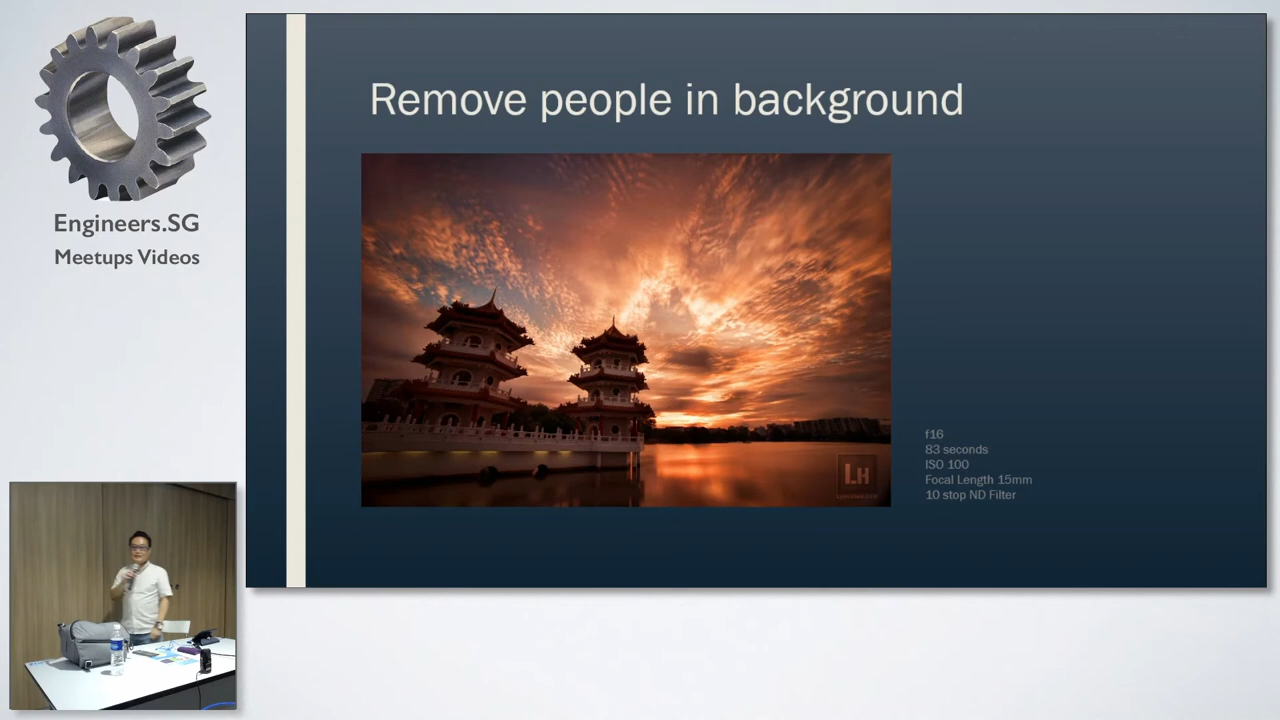 Engineers.SG
Meetups Videos
Remove people in background
f16
83 seconds
ISO 100
Focal Length 15mm
10 stop ND Filter
LH